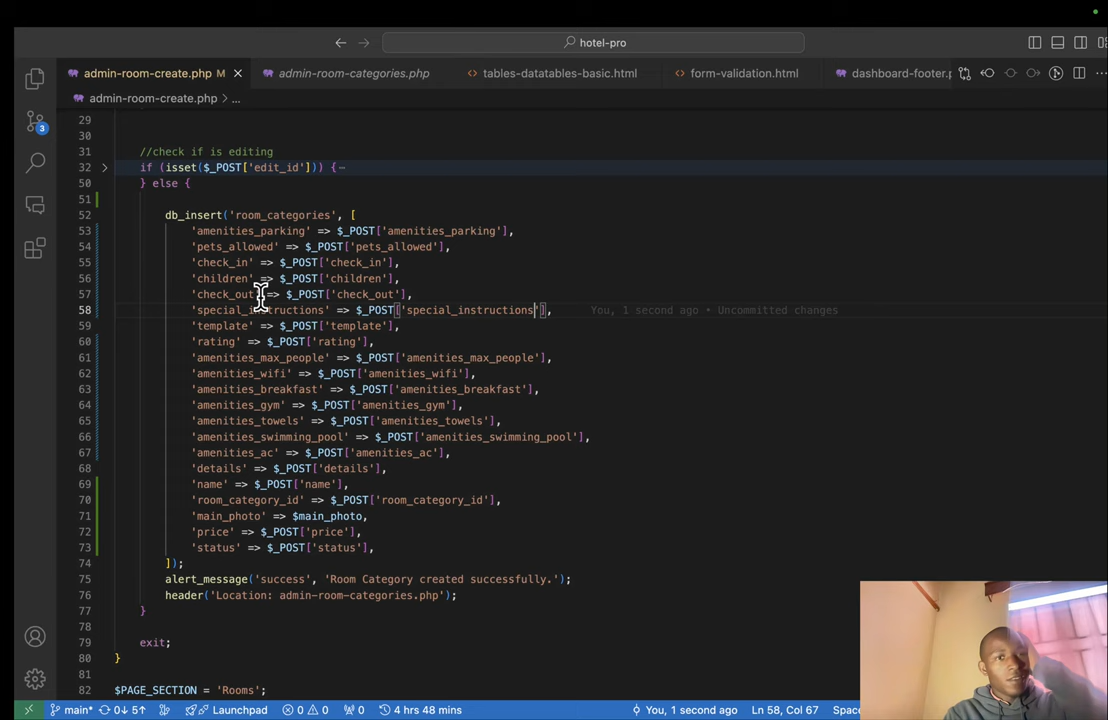 hotel-pro
admin-room-create.php M
admin-room-categories.php
tables-datatables-basic.html
form-validation.html
dashboard-footer.p
admin-room-create.php > ...
29
30
31 //check if is editing
32 if (isset($_POST['edit_id'])) {
50 } else {
51
52 db_insert('room_categories', [
53 'amenities_parking' => $_POST['amenities_parking'],
54 'pets_allowed' => $_POST['pets_allowed'],
55 'check_in' => $_POST['check_in'],
56 'children' => $_POST['children'],
57 'check_out' => $_POST['check_out'],
58 'special_instructions' => $_POST['special_instructions'], You, 1 second ago • Uncommitted changes
59 'template' => $_POST['template'],
60 'rating' => $_POST['rating'],
61 'amenities_max_people' => $_POST['amenities_max_people'],
62 'amenities_wifi' => $_POST['amenities_wifi'],
63 'amenities_breakfast' => $_POST['amenities_breakfast'],
64 'amenities_gym' => $_POST['amenities_gym'],
65 'amenities_towels' => $_POST['amenities_towels'],
66 'amenities_swimming_pool' => $_POST['amenities_swimming_pool'],
67 'amenities_ac' => $_POST['amenities_ac'],
68 'details' => $_POST['details'],
69 'name' => $_POST['name'],
70 'room_category_id' => $_POST['room_category_id'],
71 'main_photo' => $main_photo,
72 'price' => $_POST['price'],
73 'status' => $_POST['status'],
74 ]);
75 alert_message('success', 'Room Category created successfully.');
76 header('Location: admin-room-categories.php');
77 }
78
79 exit;
80 }
81
82 $PAGE_SECTION = 'Rooms';
3
main* 0↓ 5↑ Launchpad 0 0 0 4 hrs 48 mins You, 1 second ago Ln 58, Col 67 Space